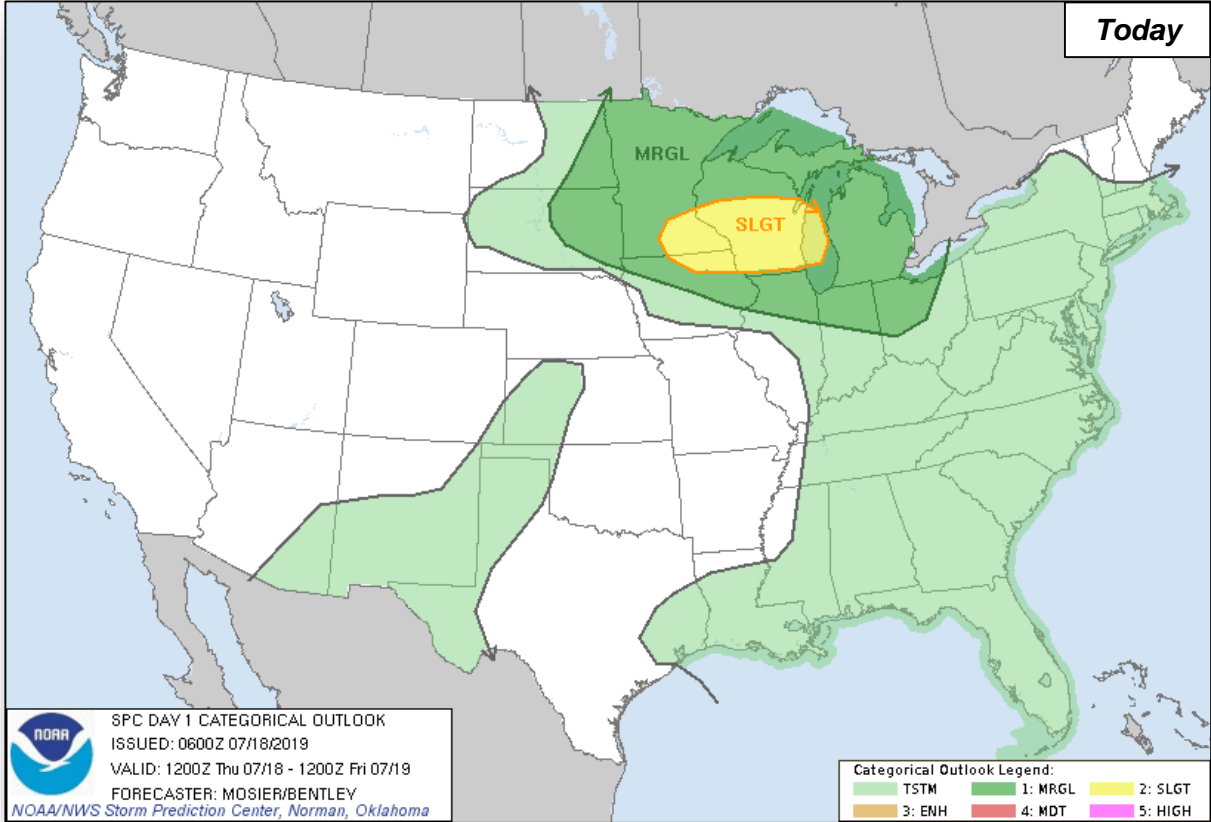 Today
MRGL
SLGT
NOAA
SPC DAY 1 CATEGORICAL OUTLOOK
ISSUED: 0600Z 07/18/2019
VALID: 1200Z Thu 07/18 - 1200Z Fri 07/19
FORECASTER: MOSIER/BENTLEY
NOAA/NWS Storm Prediction Center, Norman, Oklahoma
Categorical Outlook Legend:
TSTM 1: MRGL 2: SLGT
3: ENH 4: MDT 5: HIGH